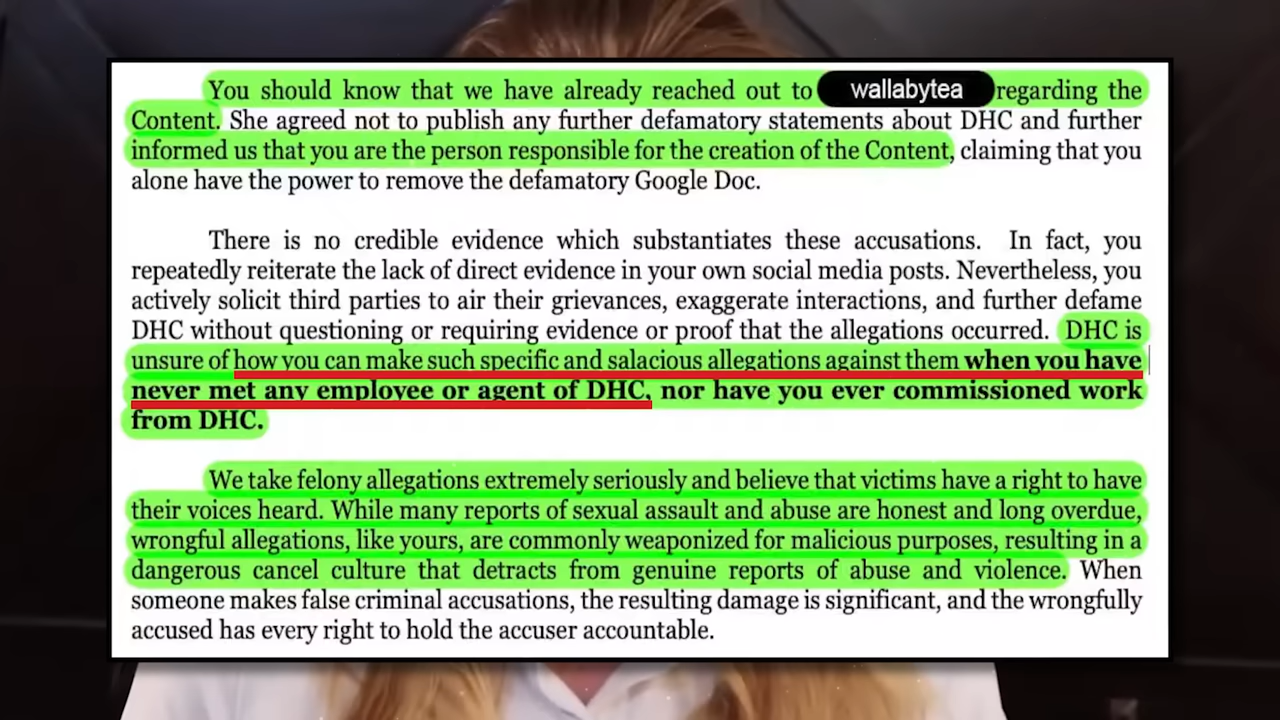 You should know that we have already reached out to wallabytea regarding the
Content. She agreed not to publish any further defamatory statements about DHC and further
informed us that you are the person responsible for the creation of the Content, claiming that you
alone have the power to remove the defamatory Google Doc.
There is no credible evidence which substantiates these accusations. In fact, you
repeatedly reiterate the lack of direct evidence in your own social media posts. Nevertheless, you
actively solicit third parties to air their grievances, exaggerate interactions, and further defame
DHC without questioning or requiring evidence or proof that the allegations occurred. DHC is
unsure of how you can make such specific and salacious allegations against them when you have
never met any employee or agent of DHC, nor have you ever commissioned work
from DHC.
We take felony allegations extremely seriously and believe that victims have a right to have
their voices heard. While many reports of sexual assault and abuse are honest and long overdue,
wrongful allegations, like yours, are commonly weaponized for malicious purposes, resulting in a
dangerous cancel culture that detracts from genuine reports of abuse and violence. When
someone makes false criminal accusations, the resulting damage is significant, and the wrongfully
accused has every right to hold the accuser accountable.